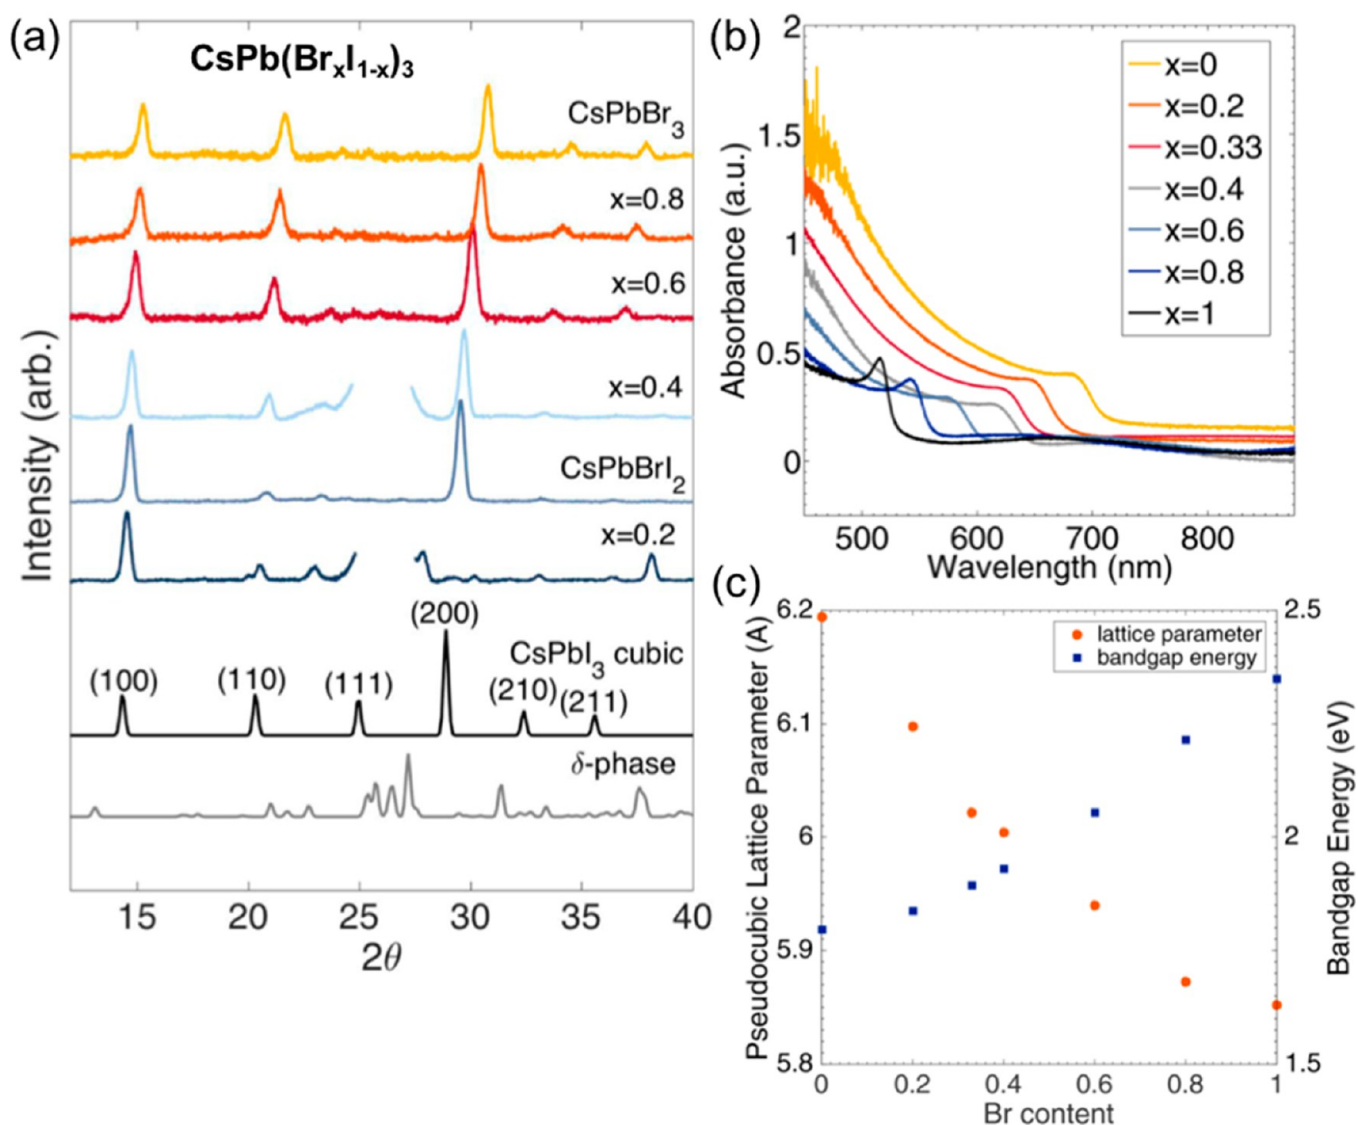 (a)
CsPb(BrxI1-x)3
CsPbBr3
x=0.8
x=0.6
x=0.4
CsPbBrI2
x=0.2
CsPbI3 cubic
(100)
(110)
(111)
(200)
(210)
(211)
δ-phase
Intensity (arb.)
15
20
25
30
35
40
2θ
(b)
2
1.5
1
0.5
0
Absorbance (a.u.)
x=0
x=0.2
x=0.33
x=0.4
x=0.6
x=0.8
x=1
500
600
700
800
Wavelength (nm)
(c)
6.2
6.1
6
5.9
5.8
Pseudocubic Lattice Parameter (A)
lattice parameter
bandgap energy
2.5
2
1.5
Bandgap Energy (eV)
0
0.2
0.4
0.6
0.8
1
Br content